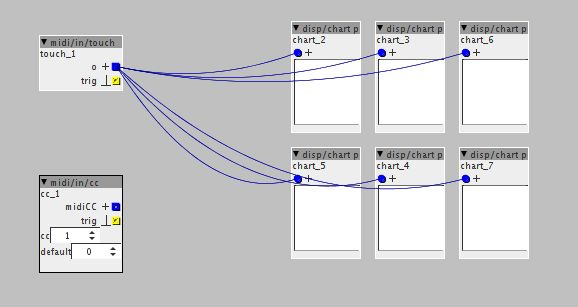 midi/in/touch
touch_1
o +
trig
disp/chart p
chart_2
+
disp/chart p
chart_3
+
disp/chart p
chart_6
+
disp/chart p
chart_5
+
disp/chart p
chart_4
+
disp/chart p
chart_7
+
midi/in/cc
cc_1
midiCC +
trig
cc 1
default 0